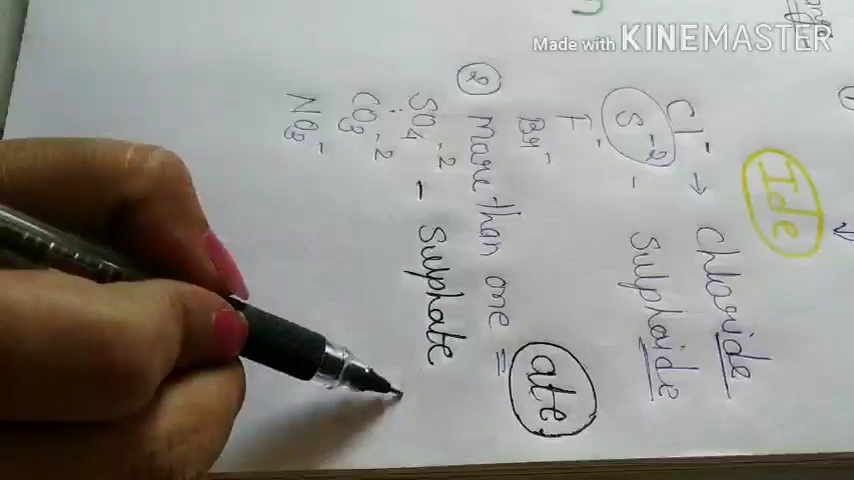 Made with KINEMASTER
Ide
Cl⁻ → Chloride
S⁻² - Sulphoide
F⁻
Br⁻
② More than one = ate
SO₄⁻² - Sulphate
CO₃⁻²
NO₃⁻